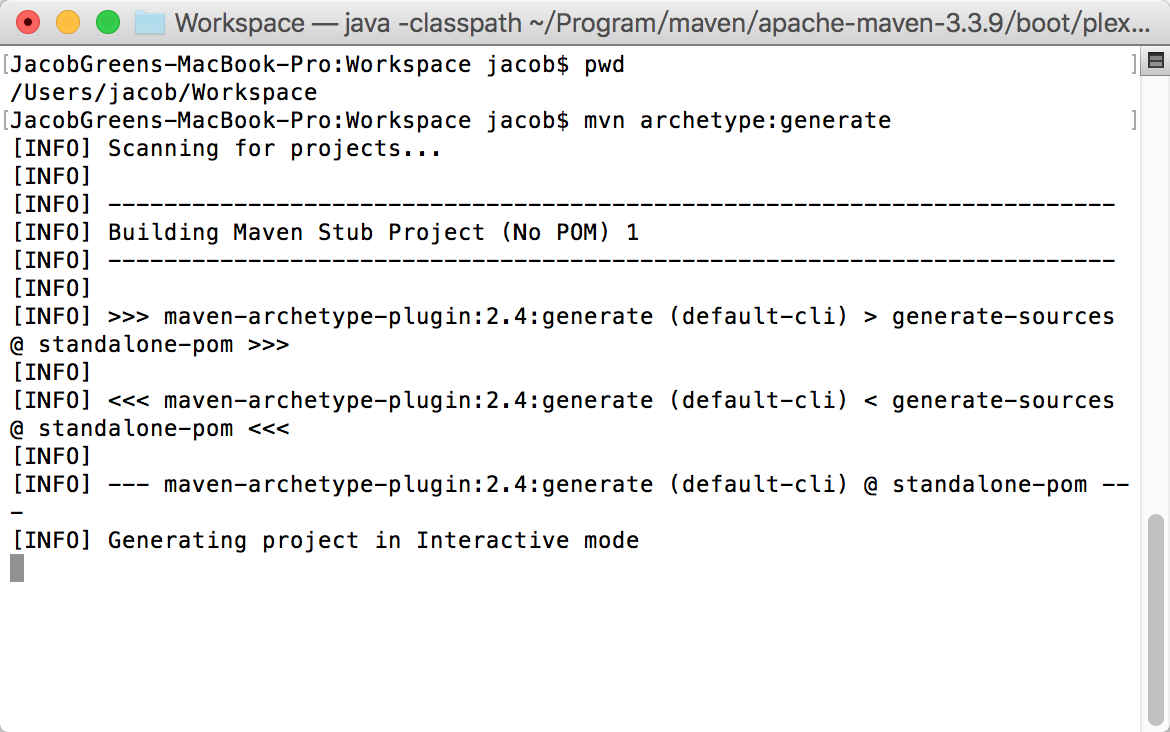 Workspace — java -classpath ~/Program/maven/apache-maven-3.3.9/boot/plex...
[JacobGreens-MacBook-Pro:Workspace jacob$ pwd ]
/Users/jacob/Workspace
[JacobGreens-MacBook-Pro:Workspace jacob$ mvn archetype:generate ]
[INFO] Scanning for projects...
[INFO]
[INFO] ------------------------------------------------------------------------
[INFO] Building Maven Stub Project (No POM) 1
[INFO] ------------------------------------------------------------------------
[INFO]
[INFO] >>> maven-archetype-plugin:2.4:generate (default-cli) > generate-sources
@ standalone-pom >>>
[INFO]
[INFO] <<< maven-archetype-plugin:2.4:generate (default-cli) < generate-sources
@ standalone-pom <<<
[INFO]
[INFO] --- maven-archetype-plugin:2.4:generate (default-cli) @ standalone-pom --
-
[INFO] Generating project in Interactive mode